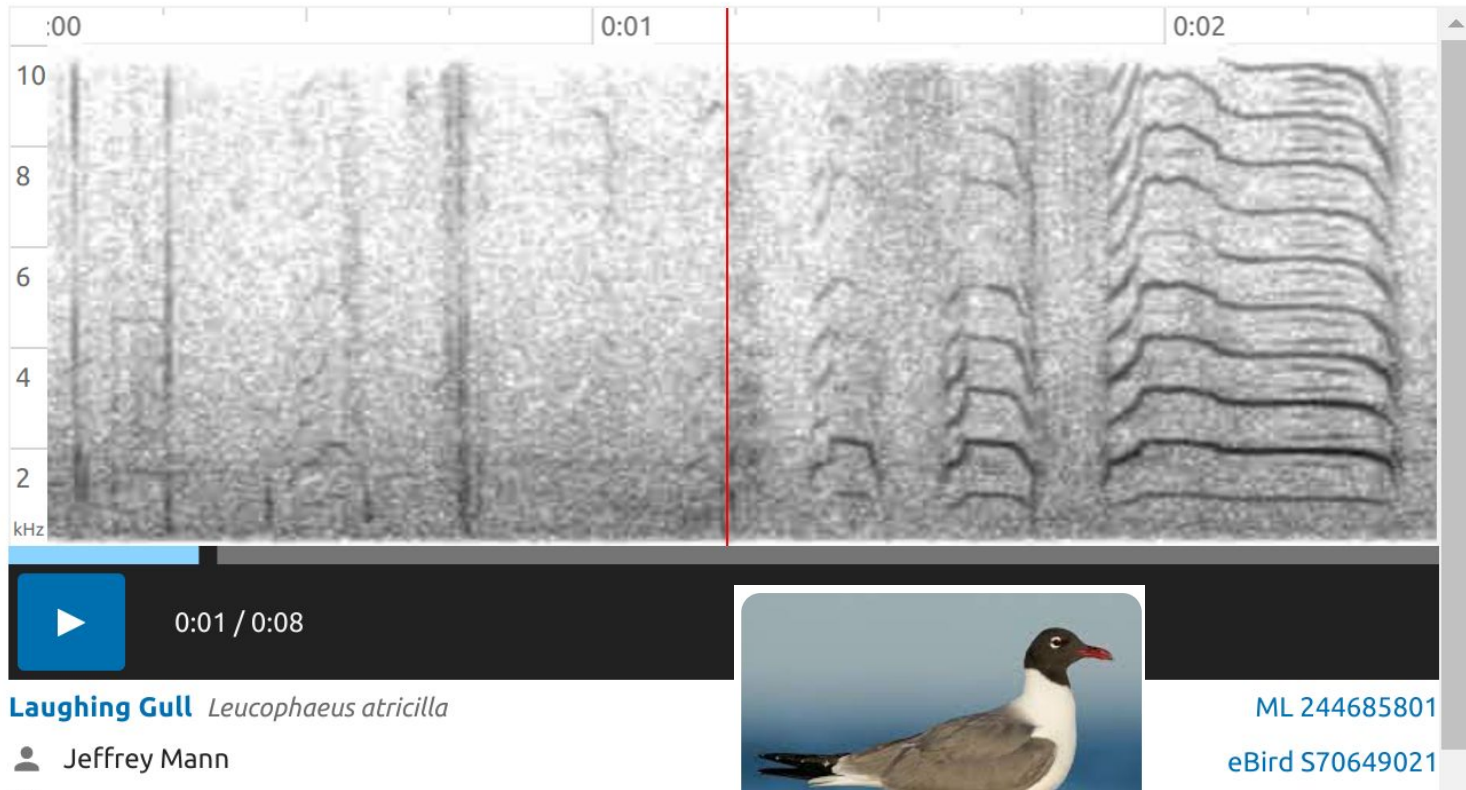 :00 0:01 0:02
10
8
6
4
2
kHz
0:01 / 0:08
Laughing Gull Leucophaeus atricilla
ML 244685801
Jeffrey Mann
eBird S70649021